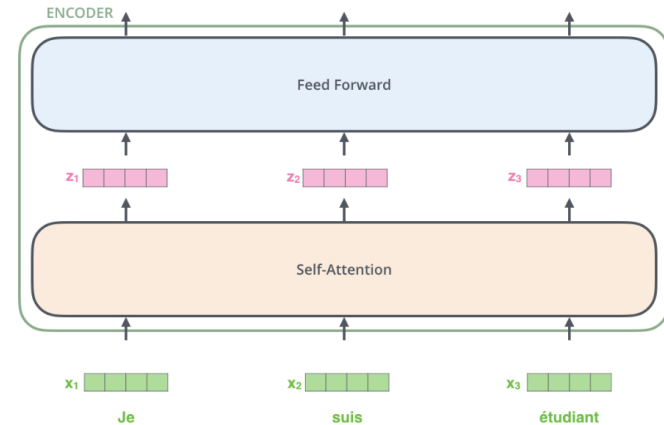 ENCODER
Feed Forward
z₁ z₂ z₃
Self-Attention
x₁ x₂ x₃
Je suis étudiant